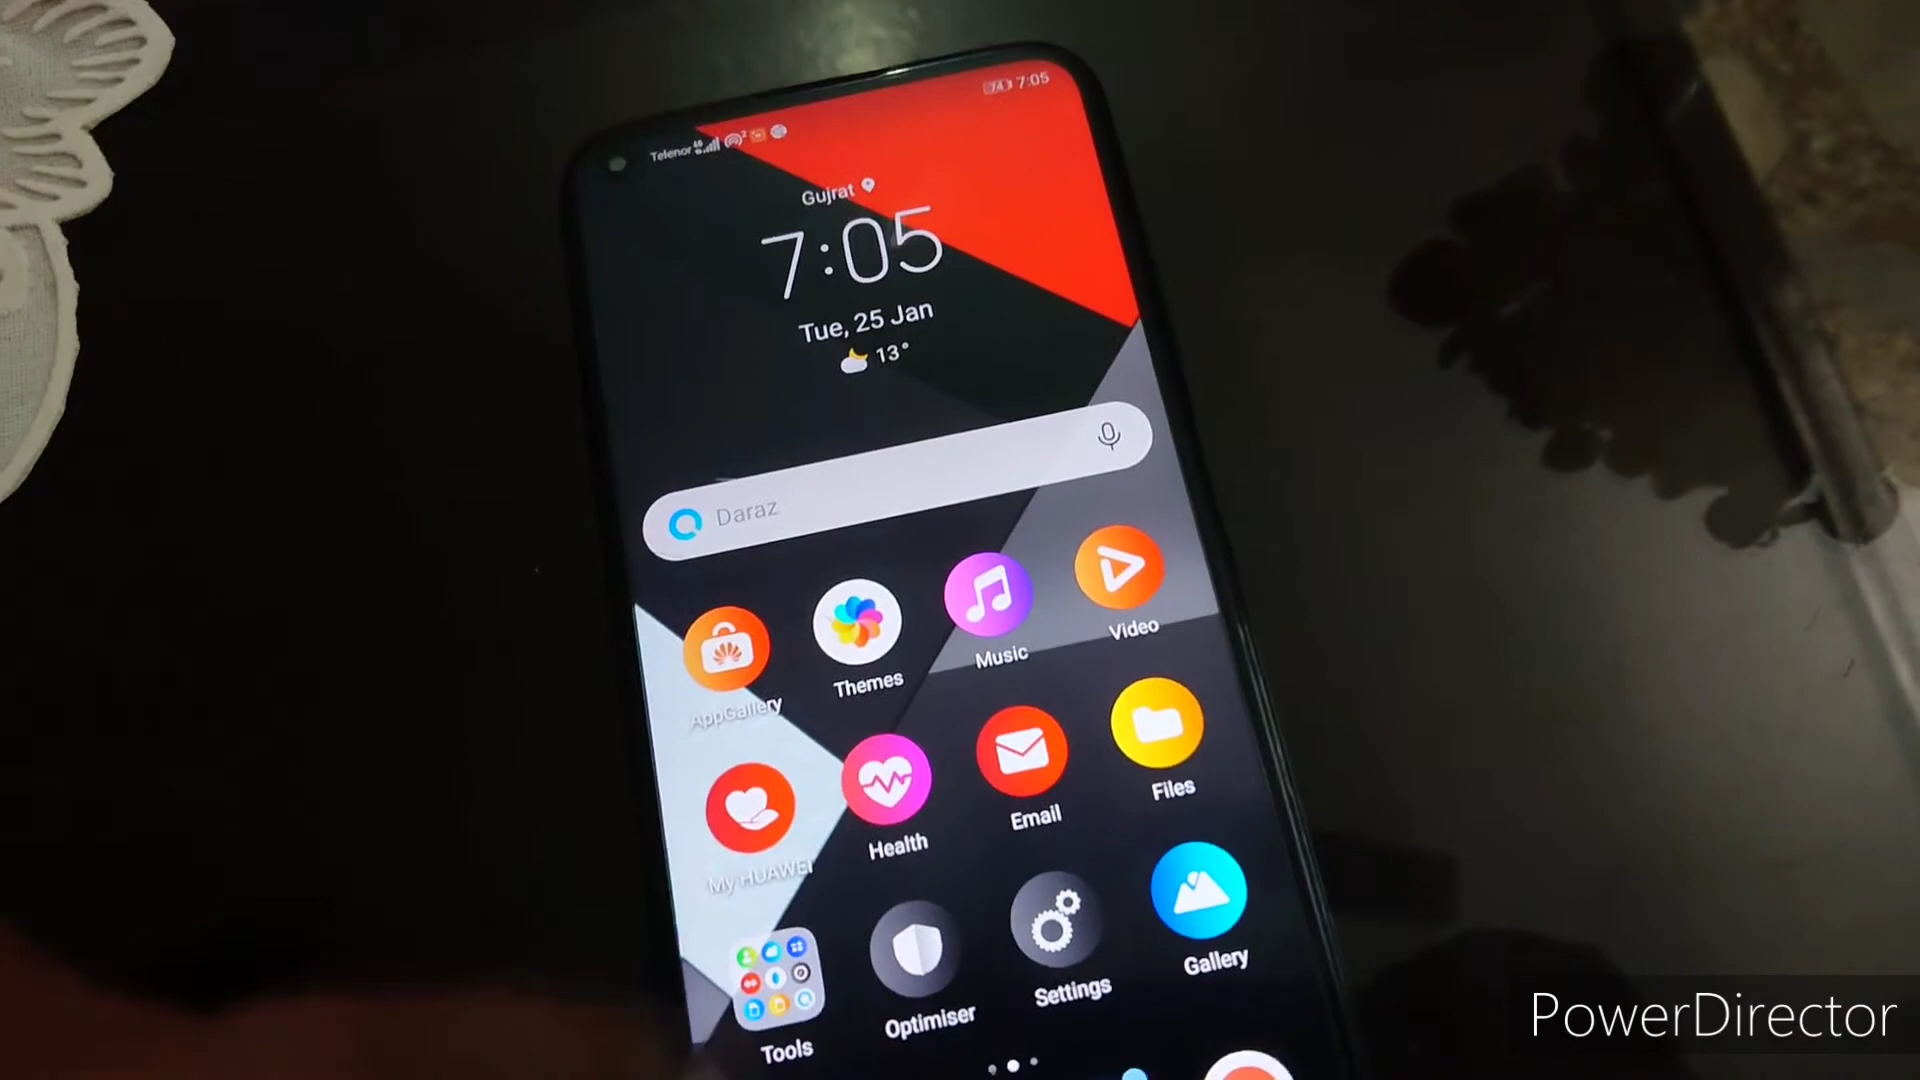 Telenor 74 7:05
Gujrat
7:05
Tue, 25 Jan
13°
Daraz
AppGallery Themes Music Video
My HUAWEI Health Email Files
Tools Optimiser Settings Gallery
PowerDirector